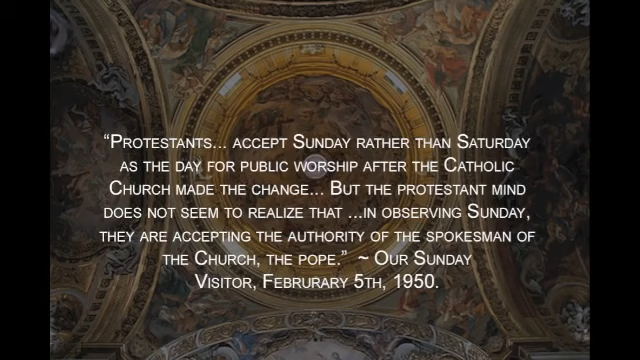 “Protestants... accept Sunday rather than Saturday
as the day for public worship after the Catholic
Church made the change... But the protestant mind
does not seem to realize that ...in observing Sunday,
they are accepting the authority of the spokesman of
the Church, the pope.” ~ Our Sunday
Visitor, Februrary 5th, 1950.